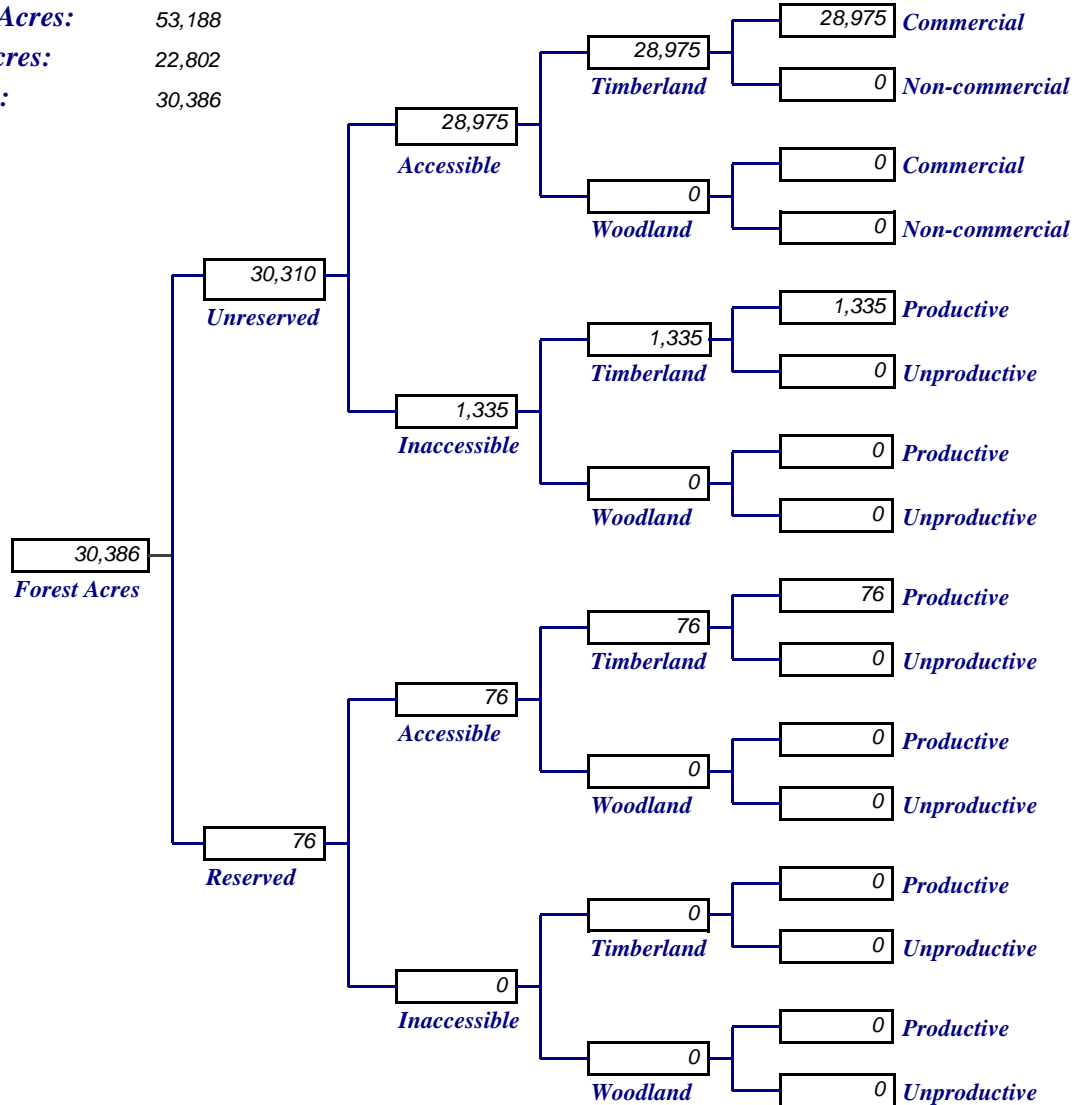 Acres: 53,188
cres: 22,802
: 30,386
28,975 Commercial
28,975
Timberland
0 Non-commercial
28,975
Accessible
0 Commercial
0
Woodland
0 Non-commercial
30,310
Unreserved
1,335 Productive
1,335
Timberland
0 Unproductive
1,335
Inaccessible
0 Productive
0
Woodland
0 Unproductive
30,386
Forest Acres
76 Productive
76
Timberland
0 Unproductive
76
Accessible
0 Productive
0
Woodland
0 Unproductive
76
Reserved
0 Productive
0
Timberland
0 Unproductive
0
Inaccessible
0 Productive
0
Woodland
0 Unproductive